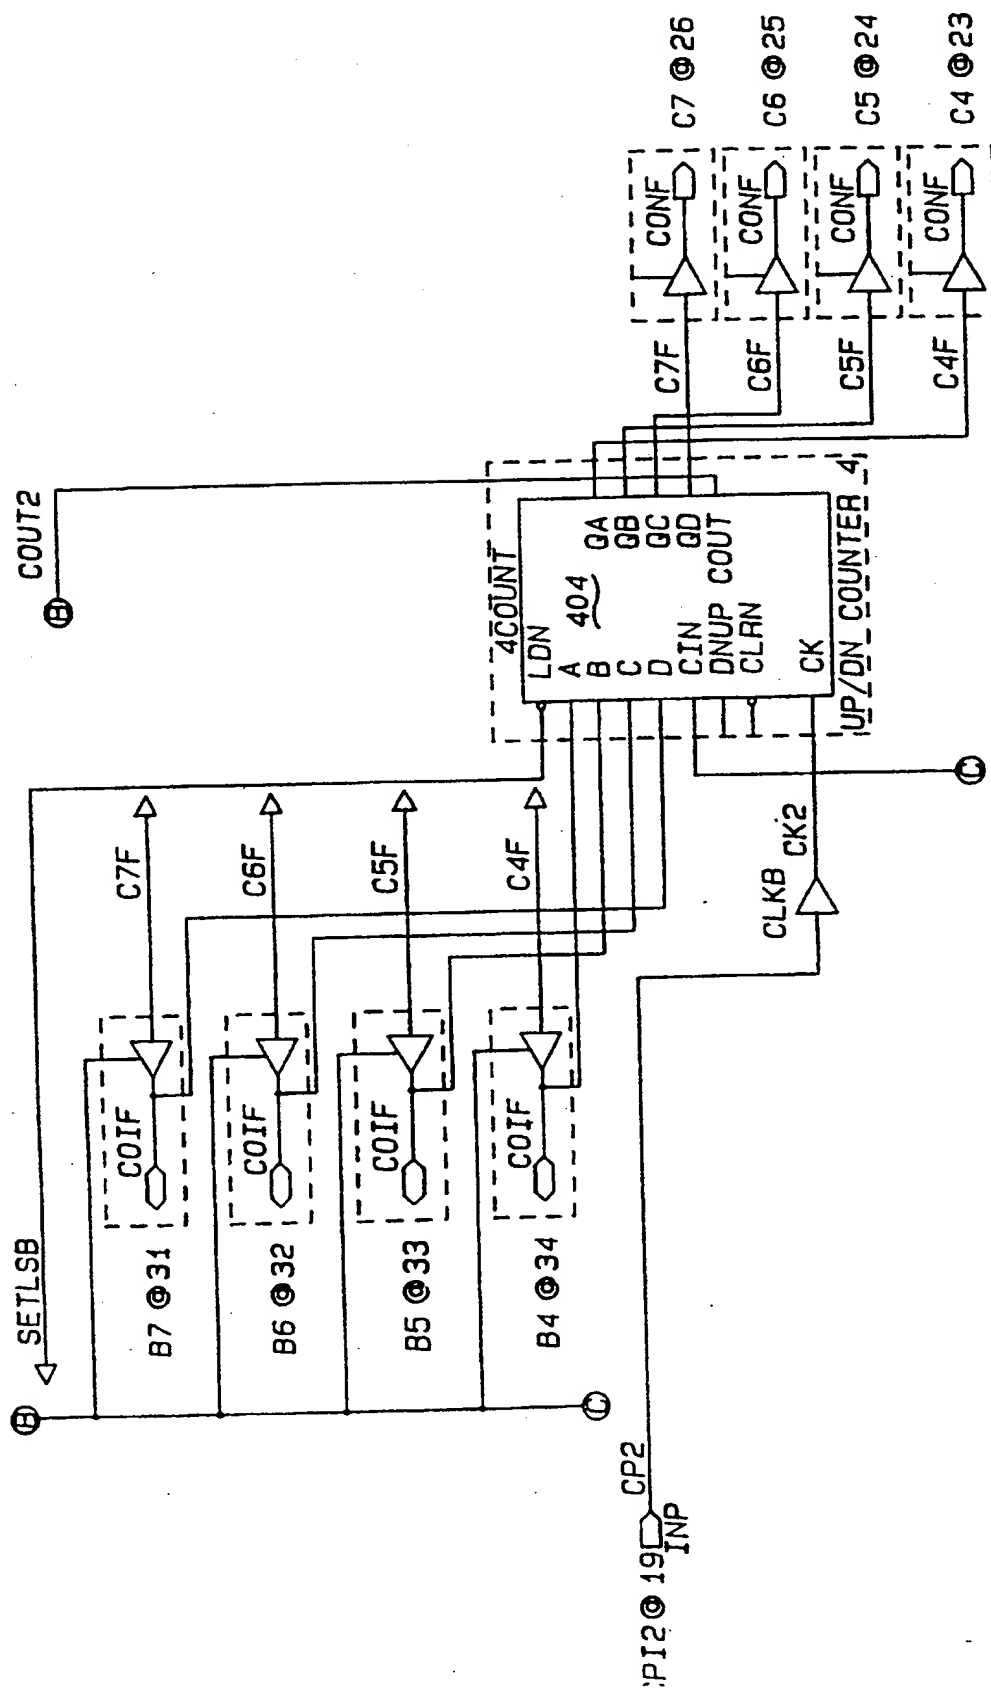 B
SETLSB
B7 @ 31
COIF
C7F
B6 @ 32
COIF
C6F
B5 @ 33
COIF
C5F
B4 @ 34
COIF
C4F
C
B
COUT2
4COUNT
LDN
A
B
C
D
CIN
DNUP
CLRN
CK
404
QA
QB
QC
QD
COUT
UP/DN COUNTER 4
C7F
CONF
C7 @ 26
C6F
CONF
C6 @ 25
C5F
CONF
C5 @ 24
C4F
CONF
C4 @ 23
PI2 @ 19
INP
CP2
CLKB
CK2
C